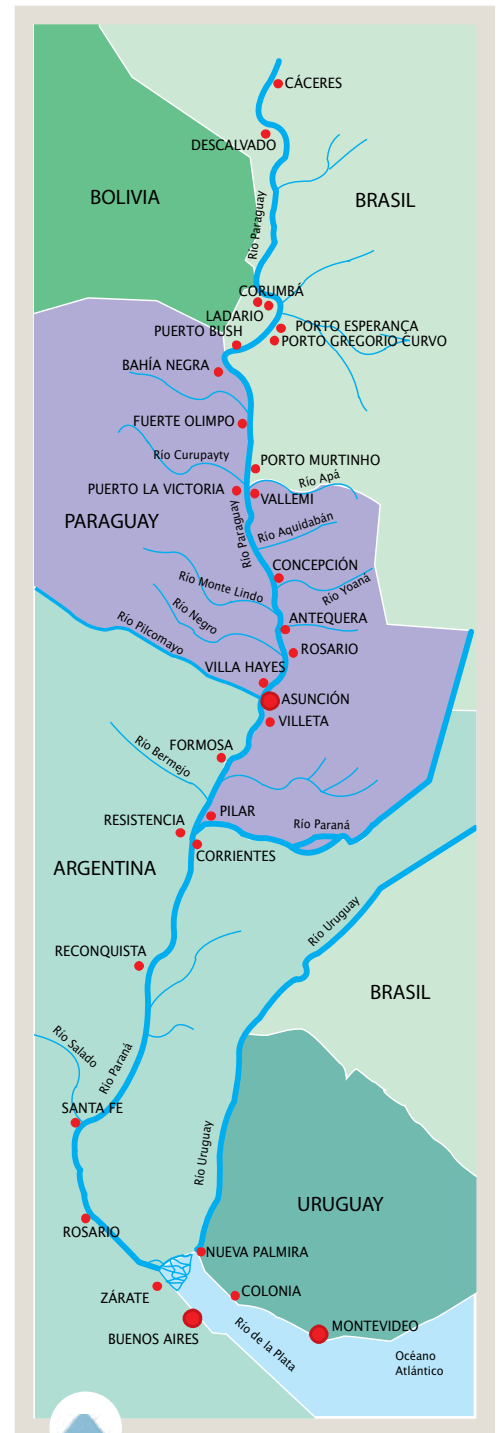 CÁCERES
DESCALVADO
BOLIVIA
BRASIL
Río Paraguay
CORUMBÁ
LADARIO
PORTO ESPERANÇA
PUERTO BUSH
PORTO GREGORIO CURVO
BAHÍA NEGRA
FUERTE OLIMPO
Río Curupayty
PORTO MURTINHO
Río Apá
PUERTO LA VICTORIA
VALLEMI
PARAGUAY
Río Paraguay
Río Aquidabán
CONCEPCIÓN
Río Monte Lindo
Río Yoaná
Río Negro
ANTEQUERA
Río Pilcomayo
ROSARIO
VILLA HAYES
ASUNCIÓN
VILLETA
FORMOSA
Río Bermejo
PILAR
RESISTENCIA
Río Paraná
CORRIENTES
ARGENTINA
Río Uruguay
RECONQUISTA
BRASIL
Río Salado
Río Paraná
SANTA FE
Río Uruguay
URUGUAY
ROSARIO
NUEVA PALMIRA
ZÁRATE
COLONIA
BUENOS AIRES
Río de la Plata
MONTEVIDEO
Océano
Atlántico